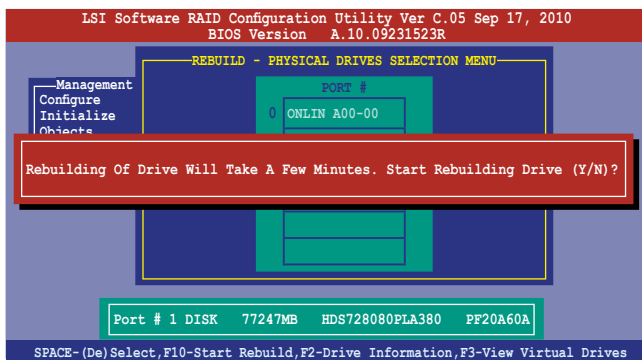 LSI Software RAID Configuration Utility Ver C.05 Sep 17, 2010
BIOS Version A.10.09231523R
REBUILD - PHYSICAL DRIVES SELECTION MENU
Management
Configure
Initialize
Objects
PORT #
0 ONLIN A00-00
Rebuilding Of Drive Will Take A Few Minutes. Start Rebuilding Drive (Y/N)?
Port # 1 DISK 77247MB HDS728080PLA380 PF20A60A
SPACE-(De)Select,F10-Start Rebuild,F2-Drive Information,F3-View Virtual Drives